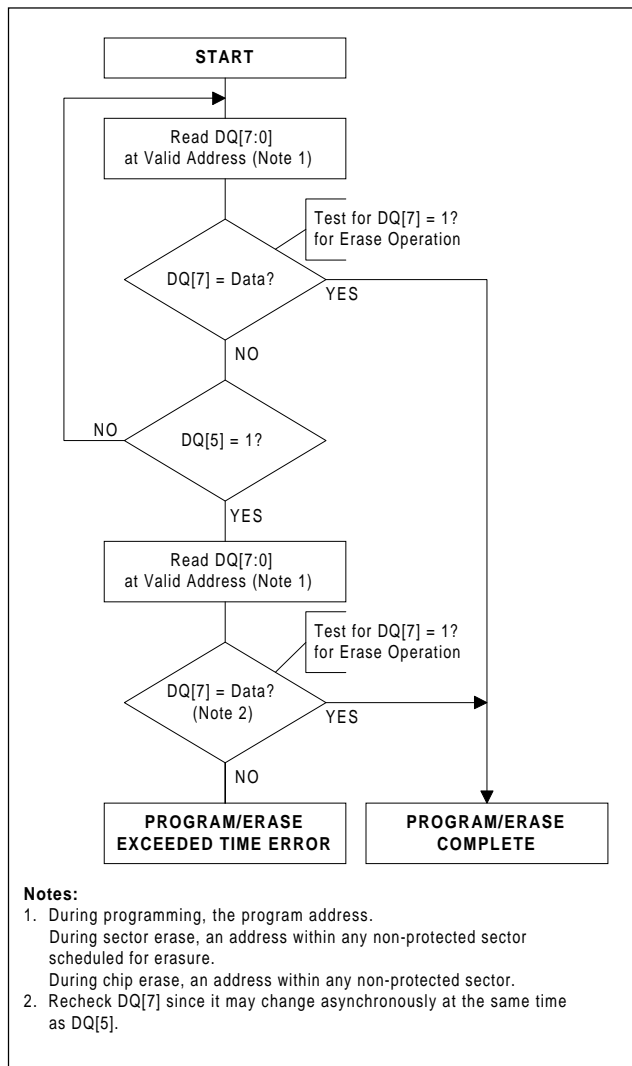 START
Read DQ[7:0]
at Valid Address (Note 1)
Test for DQ[7] = 1?
for Erase Operation
DQ[7] = Data?
YES
NO
NO
DQ[5] = 1?
YES
Read DQ[7:0]
at Valid Address (Note 1)
Test for DQ[7] = 1?
for Erase Operation
DQ[7] = Data?
(Note 2)
YES
NO
PROGRAM/ERASE
EXCEEDED TIME ERROR
PROGRAM/ERASE
COMPLETE
Notes:
1. During programming, the program address.
During sector erase, an address within any non-protected sector
scheduled for erasure.
During chip erase, an address within any non-protected sector.
2. Recheck DQ[7] since it may change asynchronously at the same time
as DQ[5].